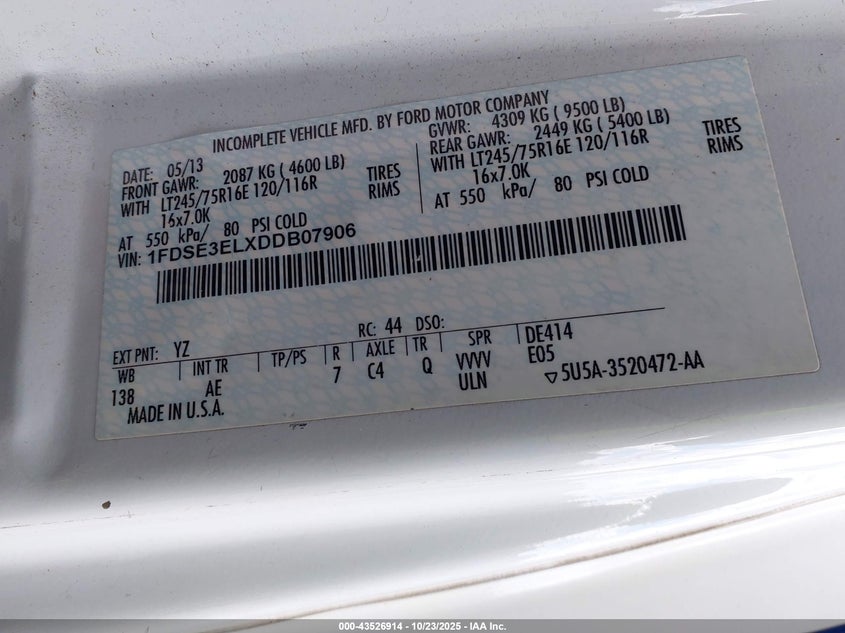 INCOMPLETE VEHICLE MFD. BY FORD MOTOR COMPANY
DATE: 05/13
FRONT GAWR: 2087 KG ( 4600 LB)
WITH LT245/75R16E 120/116R TIRES
16x7.0K RIMS
AT 550 kPa/ 80 PSI COLD
GVWR: 4309 KG ( 9500 LB)
REAR GAWR: 2449 KG ( 5400 LB)
WITH LT245/75R16E 120/116R TIRES
16x7.0K RIMS
AT 550 kPa/ 80 PSI COLD
VIN: 1FDSE3ELXDDB07906
EXT PNT: YZ RC: 44 DSO:
WB INT TR TP/PS R AXLE TR SPR DE414
138 AE 7 C4 Q VVVV E05
ULN ▽5U5A-3520472-AA
MADE IN U.S.A.
000-43526914 - 10/23/2025 - IAA Inc.